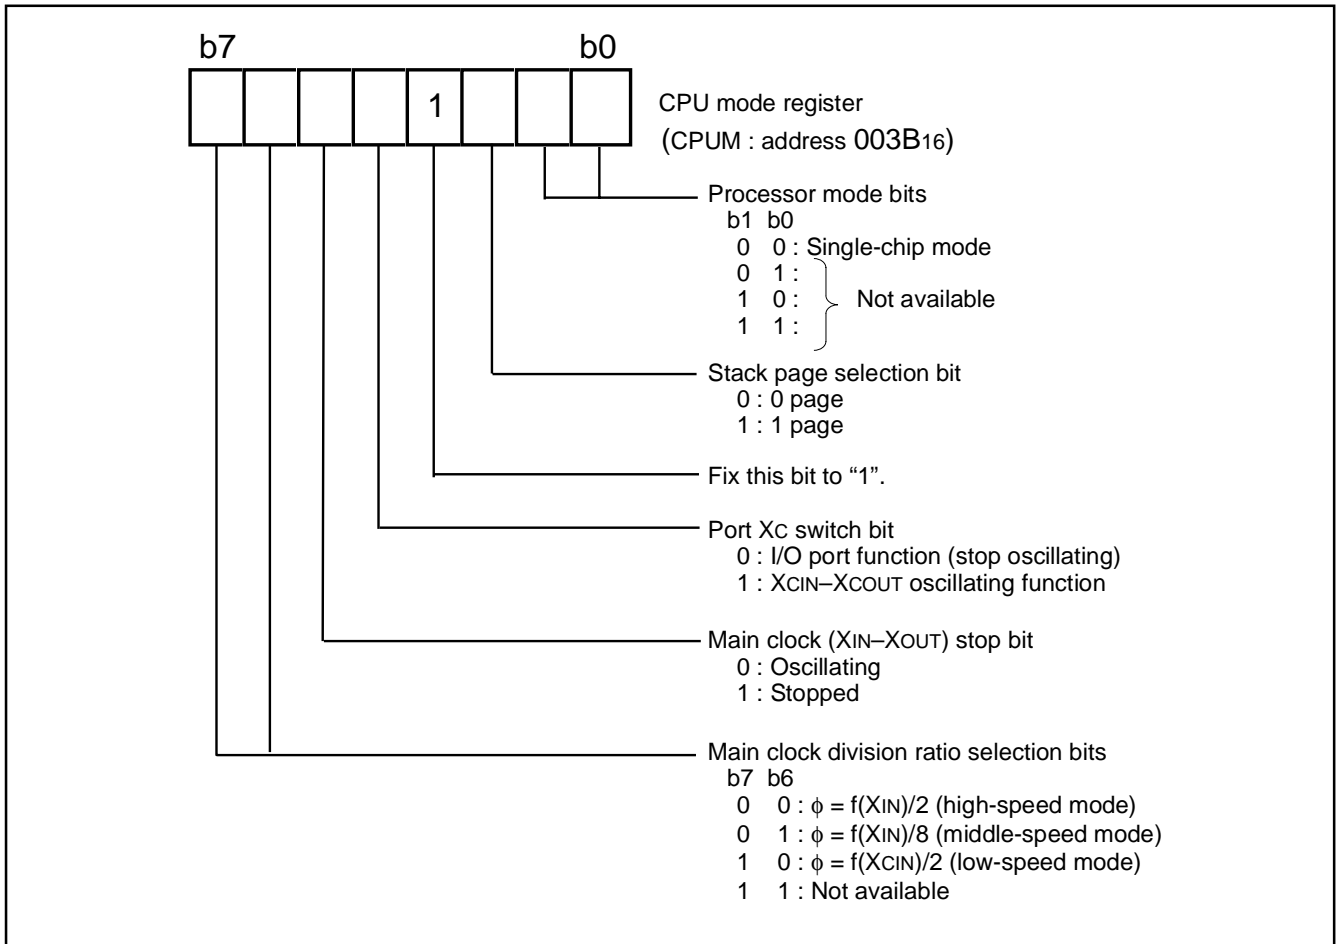 b7 b0
1
CPU mode register
(CPUM : address 003B16)
Processor mode bits
b1 b0
0 0 : Single-chip mode
0 1 :
1 0 : Not available
1 1 :
Stack page selection bit
0 : 0 page
1 : 1 page
Fix this bit to “1”.
Port XC switch bit
0 : I/O port function (stop oscillating)
1 : XCIN–XCOUT oscillating function
Main clock (XIN–XOUT) stop bit
0 : Oscillating
1 : Stopped
Main clock division ratio selection bits
b7 b6
0 0 : ϕ = f(XIN)/2 (high-speed mode)
0 1 : ϕ = f(XIN)/8 (middle-speed mode)
1 0 : ϕ = f(XCIN)/2 (low-speed mode)
1 1 : Not available